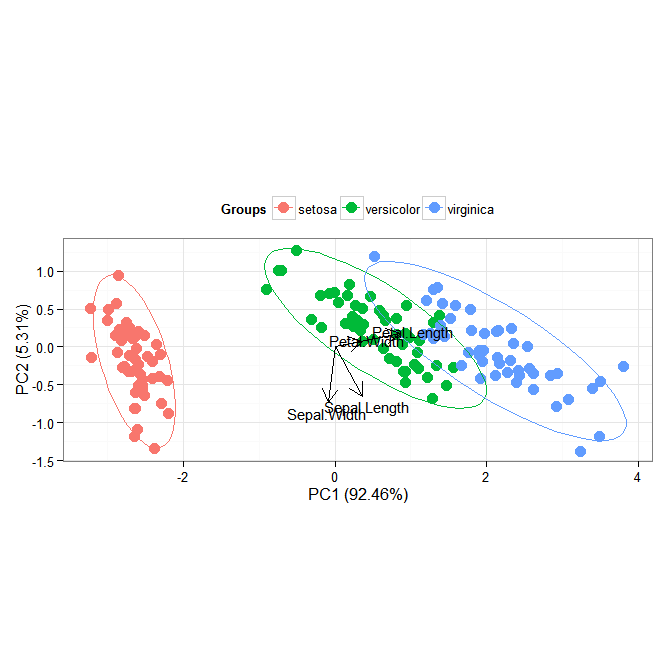 Groups setosa versicolor virginica
1.0
0.5
0.0
-0.5
-1.0
-1.5
PC2 (5.31%)
Petal.Length
Petal.Width
Sepal.Length
Sepal.Width
-2 0 2 4
PC1 (92.46%)